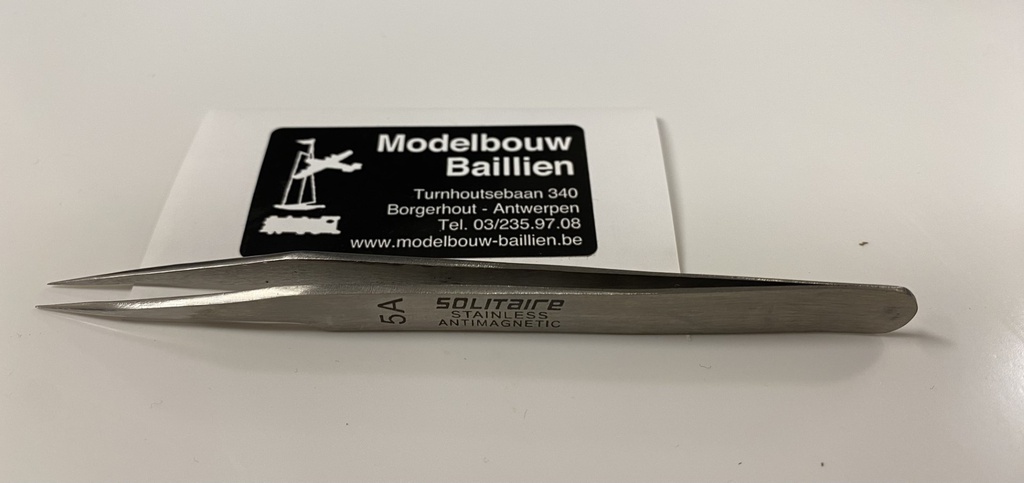 Modelbouw
Baillien
Turnhoutsebaan 340
Borgerhout - Antwerpen
Tel. 03/235.97.08
www.modelbouw-baillien.be
5A
SOLITAIRE
STAINLESS
ANTIMAGNETIC